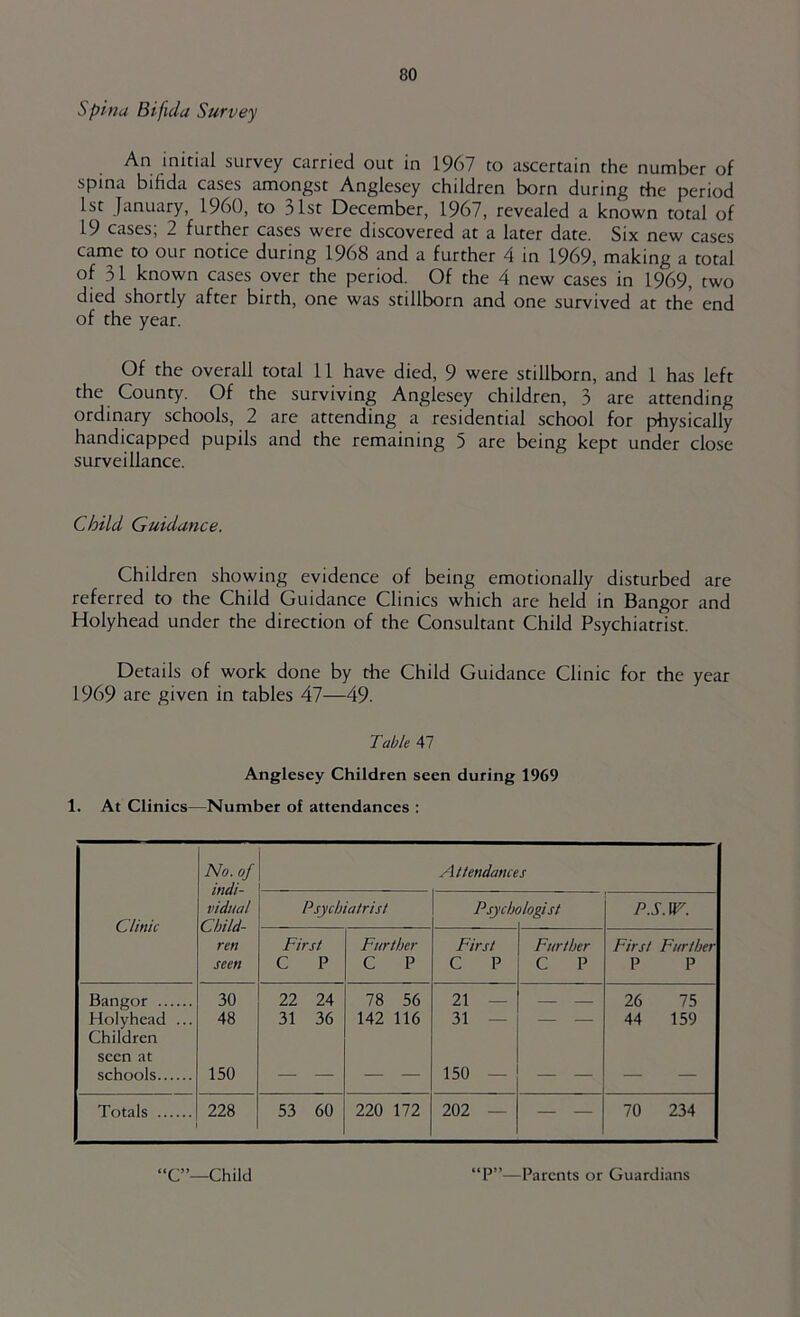 80
Spina Bifida Survey
An initial survey carried out in 1967 to ascertain the number of
spina bifida cases amongst Anglesey children born during the period
1st January, 1960, to 31st December, 1967, revealed a known total of
19 cases; 2 further cases were discovered at a later date. Six new cases
came to our notice during 1968 and a further 4 in 1969, making a total
of 31 known cases over the period. Of the 4 new cases in 1969, two
died shortly after birth, one was stillborn and one survived at the end
of the year.
Of the overall total 11 have died, 9 were stillborn, and 1 has left
the County. Of the surviving Anglesey children, 3 are attending
ordinary schools, 2 are attending a residential school for physically
handicapped pupils and the remaining 5 are being kept under close
surveillance.
Child Guidance.
Children showing evidence of being emotionally disturbed are
referred to the Child Guidance Clinics which are held in Bangor and
Holyhead under the direction of the Consultant Child Psychiatrist.
Details of work done by the Child Guidance Clinic for the year
1969 are given in tables 47—49.
Table 47
Anglesey Children seen during 1969
1. At Clinics—Number of attendances :
Clinic
No. of
indi-
vidual
Child-
ren
seen
Attendances
Psychiatrist Psychologist P.S.W.
First Further First Further First Further
C P C P C P C P P P
Bangor ...... 30 22 24 78 56 21 — — — 26 75
Holyhead ... 48 31 36 142 116 31 — — — 44 159
Children
seen at
schools...... 150 — — — — 150 — — — — —
Totals ...... 228 53 60 220 172 202 — — — 70 234
"C"—Child "P"—Parents or Guardians